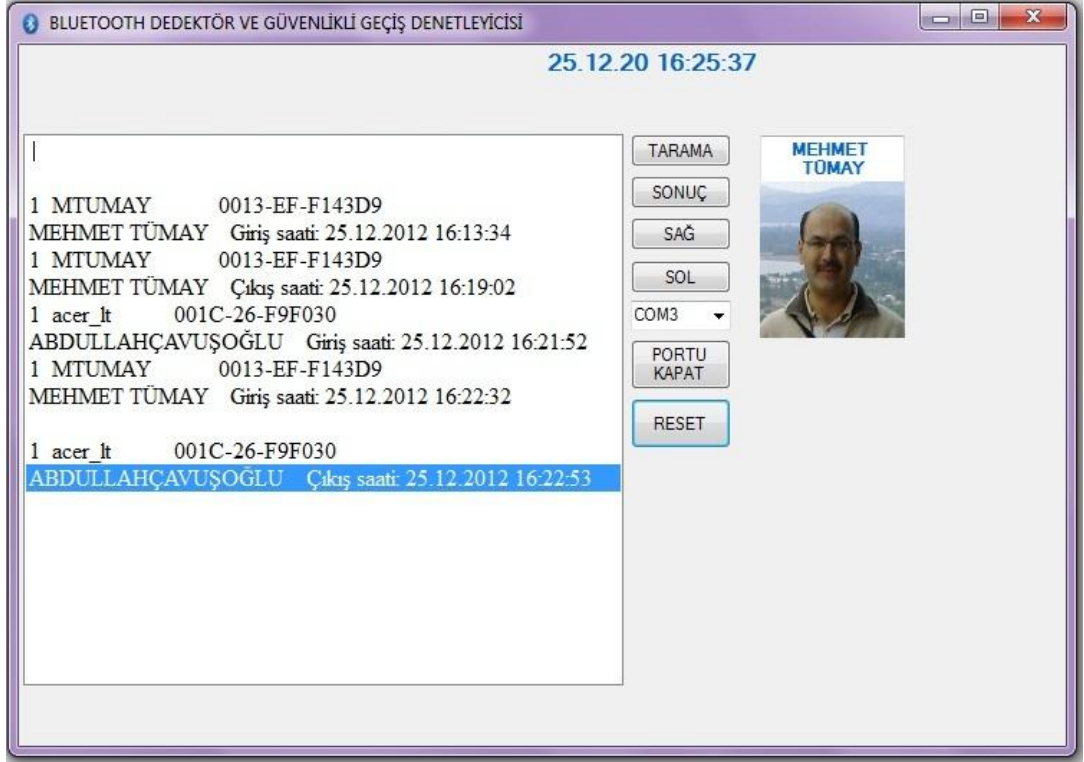 BLUETOOTH DEDEKTÖR VE GÜVENLİKLİ GEÇİŞ DENETLEYİCİSİ
25.12.20 16:25:37
1 MTUMAY 0013-EF-F143D9
MEHMET TÜMAY Giriş saati: 25.12.2012 16:13:34
1 MTUMAY 0013-EF-F143D9
MEHMET TÜMAY Çıkış saati: 25.12.2012 16:19:02
1 acer_lt 001C-26-F9F030
ABDULLAHÇAVUŞOĞLU Giriş saati: 25.12.2012 16:21:52
1 MTUMAY 0013-EF-F143D9
MEHMET TÜMAY Giriş saati: 25.12.2012 16:22:32
1 acer_lt 001C-26-F9F030
ABDULLAHÇAVUŞOĞLU Çıkış saati: 25.12.2012 16:22:53
TARAMA
SONUÇ
SAĞ
SOL
COM3
PORTU
KAPAT
RESET
MEHMET
TÜMAY